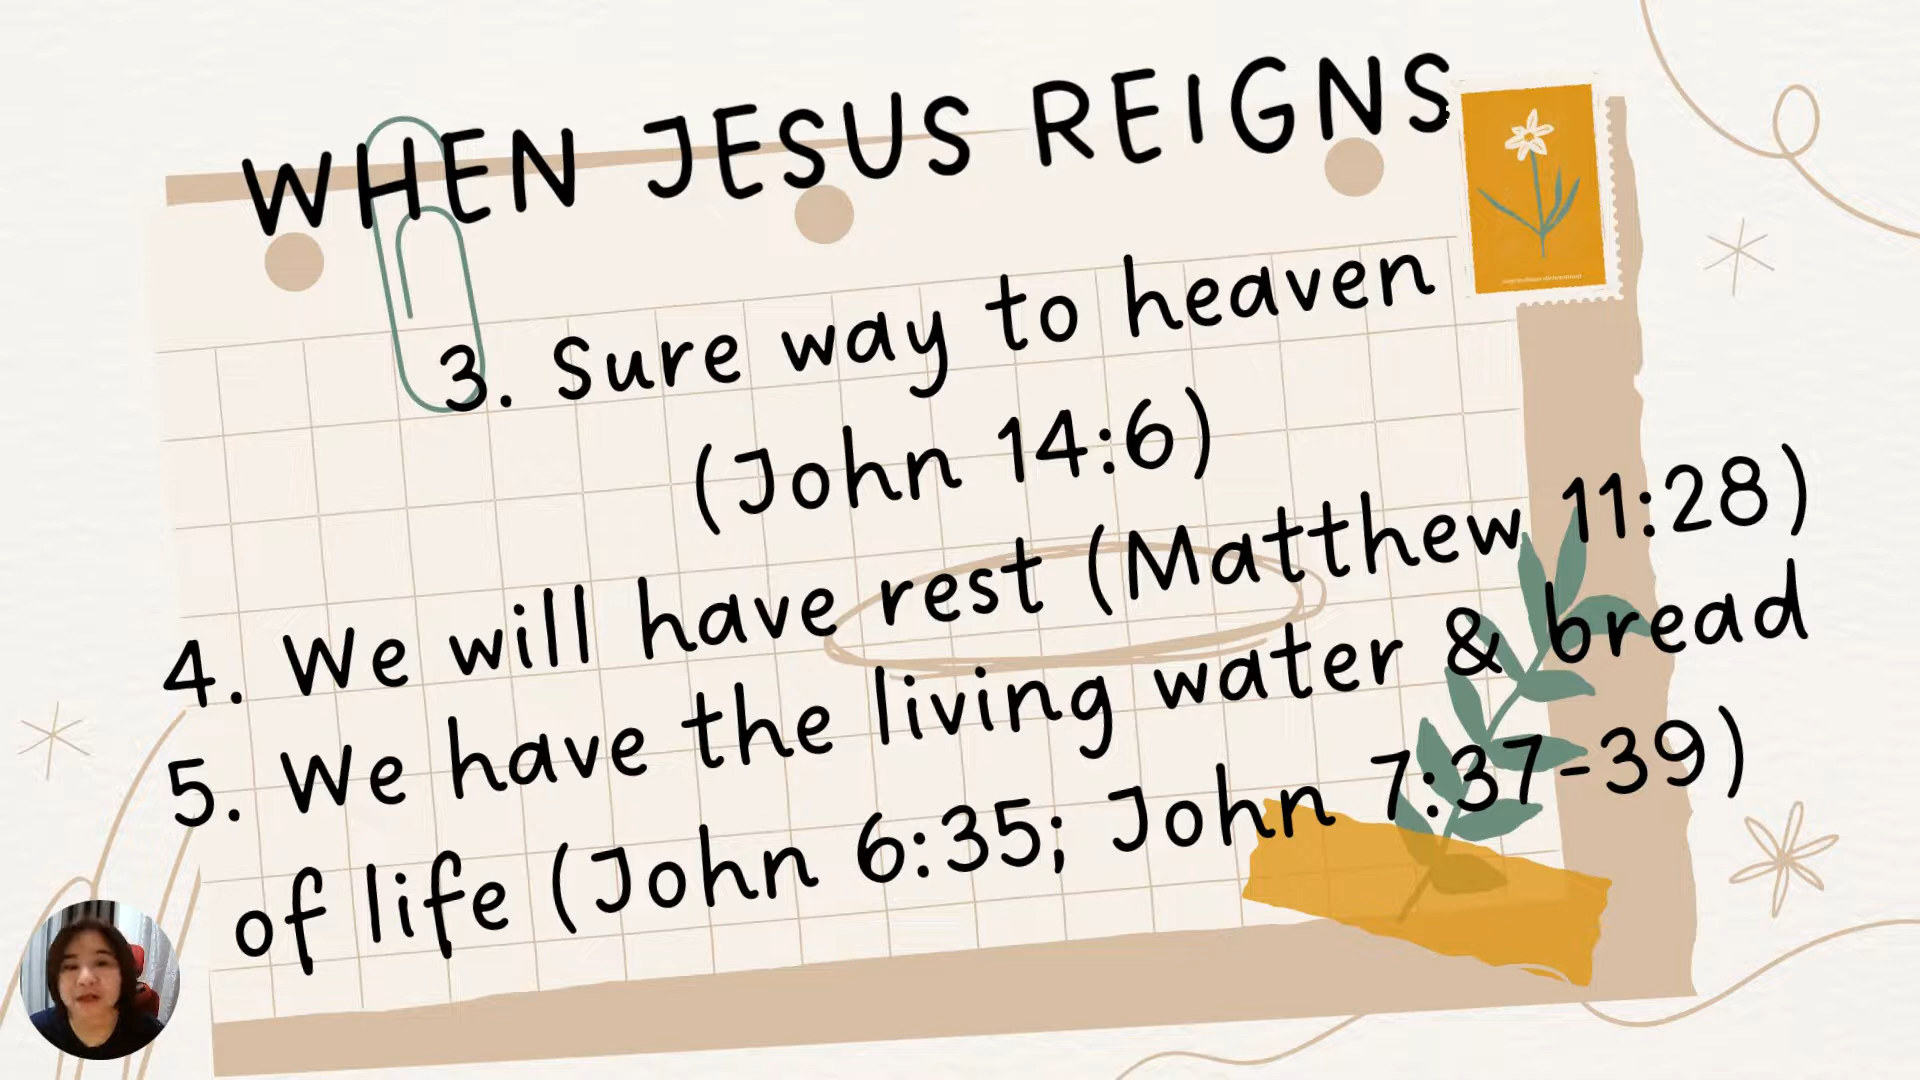 WHEN JESUS REIGNS
3. Sure way to heaven
(John 14:6)
4. We will have rest (Matthew 11:28)
5. We have the living water & bread
of life (John 6:35; John 7:37-39)